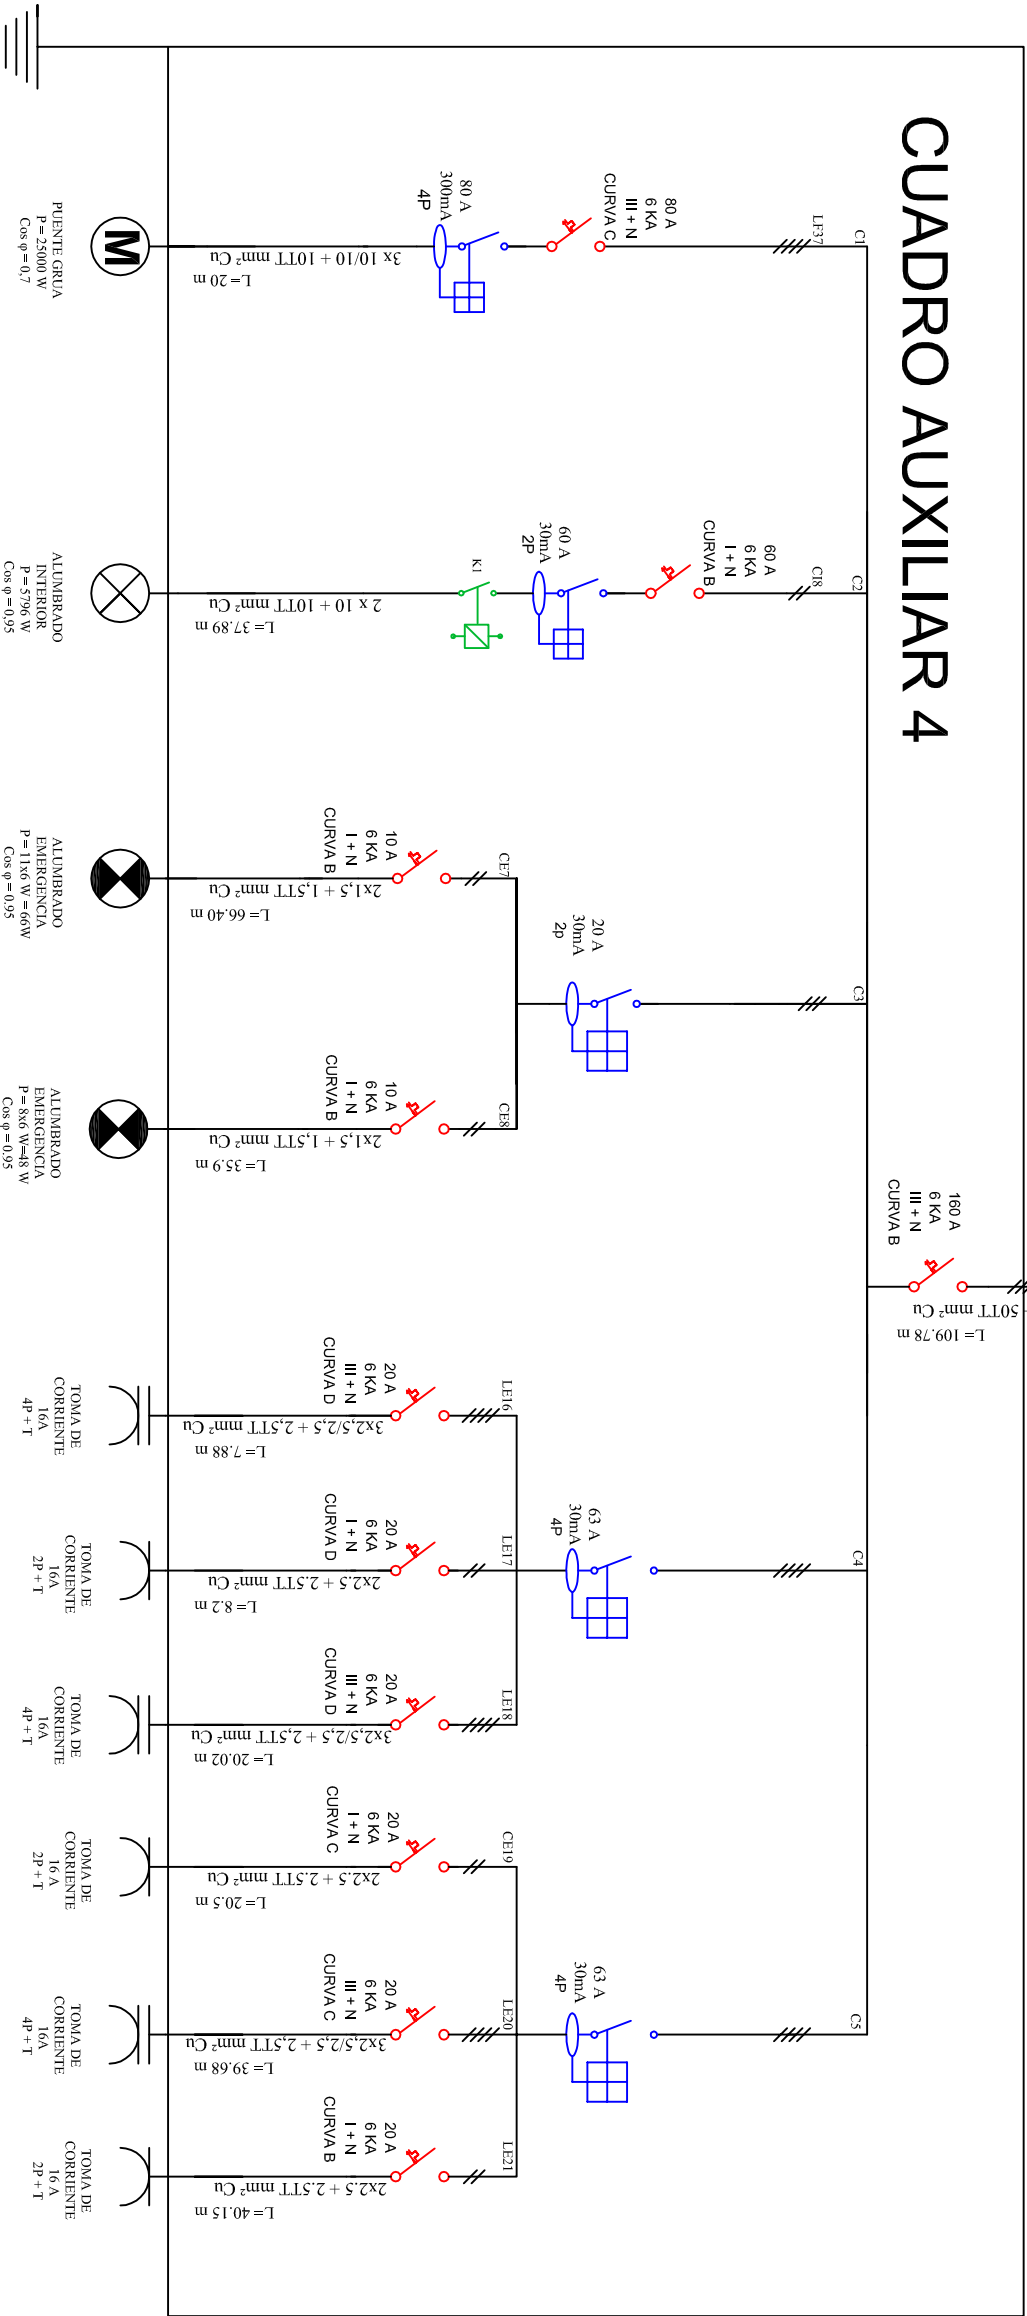 CUADRO AUXILIAR 4
160 A
6 KA
III + N
CURVA B
50TT mm² Cu
L= 109.78 m
C1
LF37
80 A
6 KA
III + N
CURVA C
80 A
300mA
4P
3x 10/10 + 10TT mm² Cu
L= 20 m
PUENTE GRUA
P = 25000 W
Cos φ = 0,7
M
C2
CI8
60 A
6 KA
I + N
CURVA B
60 A
30mA
2P
K1
2 x 10 + 10TT mm² Cu
L= 37.89 m
ALUMBRADO
INTERIOR
P = 5796 W
Cos φ = 0,95
C3
20 A
30mA
2p
CE7
10 A
6 KA
I + N
CURVA B
2x1,5 + 1,5TT mm² Cu
L= 66.40 m
ALUMBRADO
EMERGENCIA
P = 11x6 W = 66W
Cos φ = 0.95
CE8
10 A
6 KA
I + N
CURVA B
2x1,5 + 1,5TT mm² Cu
L= 35.9 m
ALUMBRADO
EMERGENCIA
P = 8x6 W=48 W
Cos φ = 0.95
C4
63 A
30mA
4P
LE16
20 A
6 KA
III + N
CURVA D
3x2,5/2,5 + 2,5TT mm² Cu
L= 7.88 m
TOMA DE
CORRIENTE
16A
4P + T
LE17
20 A
6 KA
I + N
CURVA D
2x2.5 + 2.5TT mm² Cu
L= 8.2 m
TOMA DE
CORRIENTE
16A
2P + T
LE18
20 A
6 KA
III + N
CURVA D
3x2,5/2,5 + 2,5TT mm² Cu
L= 20.02 m
TOMA DE
CORRIENTE
16A
4P + T
C5
63 A
30mA
4P
CE19
20 A
6 KA
I + N
CURVA C
2x2.5 + 2.5TT mm² Cu
L= 20.5 m
TOMA DE
CORRIENTE
16 A
2P + T
LE20
20 A
6 KA
III + N
CURVA C
3x2,5/2,5 + 2,5TT mm² Cu
L= 39.68 m
TOMA DE
CORRIENTE
16A
4P + T
LE21
20 A
6 KA
I + N
CURVA B
2x2.5 + 2.5TT mm² Cu
L= 40.15 m
TOMA DE
CORRIENTE
16 A
2P + T